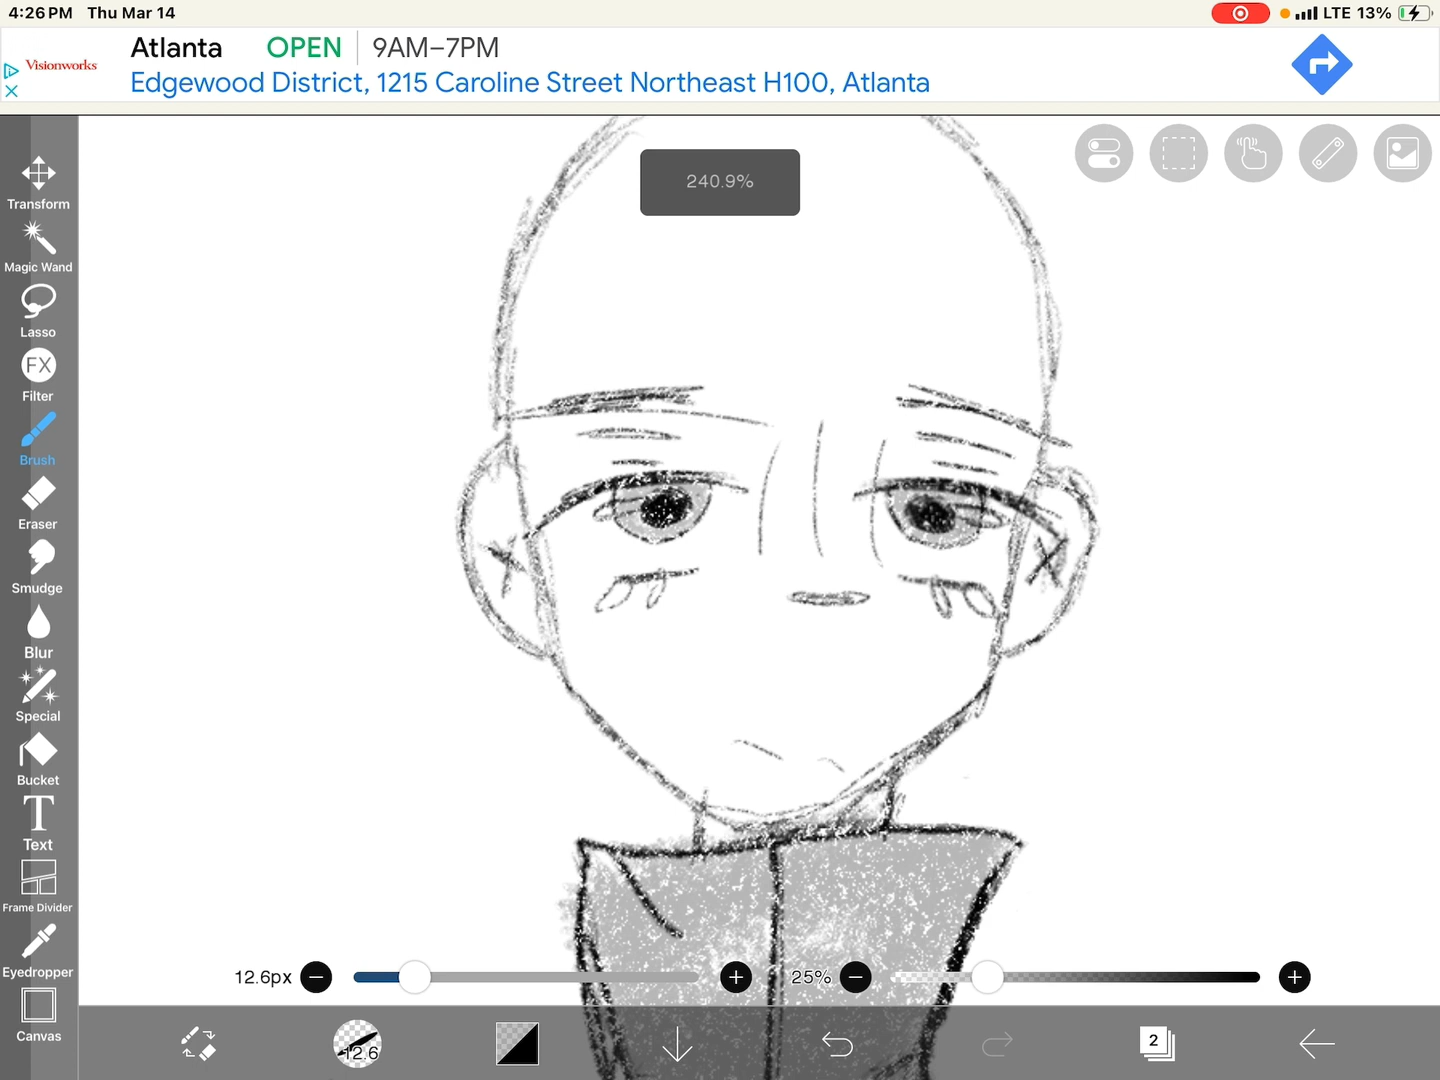 4:26 PM Thu Mar 14
LTE 13%
Visionworks
Atlanta OPEN 9AM–7PM
Edgewood District, 1215 Caroline Street Northeast H100, Atlanta
240.9%
Transform
Magic Wand
Lasso
FX
Filter
Brush
Eraser
Smudge
Blur
Special
Bucket
T
Text
Frame Divider
Eyedropper
Canvas
12.6px
25%
12.6
2